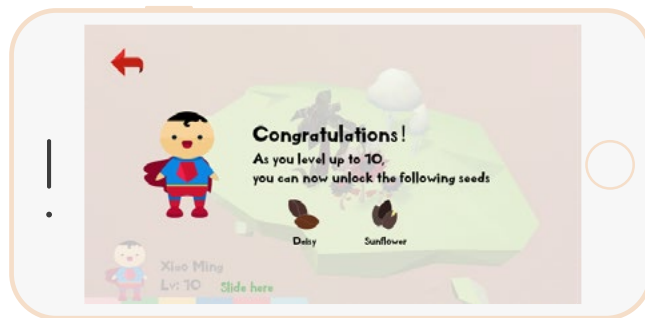 Congratulations!
As you level up to 10,
you can now unlock the following seeds
Daisy
Sunflower
Xiao Ming
Lv: 10
Slide here